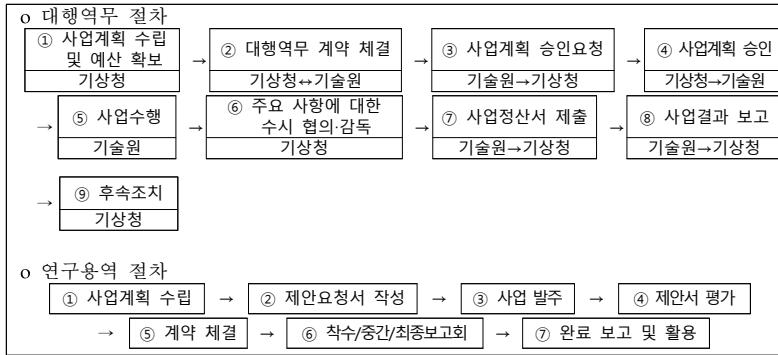 o 대행역무 절차
① 사업계획 수립 및 예산 확보
기상청
→
② 대행역무 계약 체결
기상청↔기술원
→
③ 사업계획 승인요청
기술원→기상청
→
④ 사업계획 승인
기상청→기술원
→
⑤ 사업수행
기술원
→
⑥ 주요 사항에 대한
수시 협의·감독
기상청
→
⑦ 사업정산서 제출
기술원→기상청
→
⑧ 사업결과 보고
기술원→기상청
→
⑨ 후속조치
기상청
o 연구용역 절차
① 사업계획 수립 → ② 제안요청서 작성 → ③ 사업 발주 → ④ 제안서 평가
→ ⑤ 계약 체결 → ⑥ 착수/중간/최종보고회 → ⑦ 완료 보고 및 활용